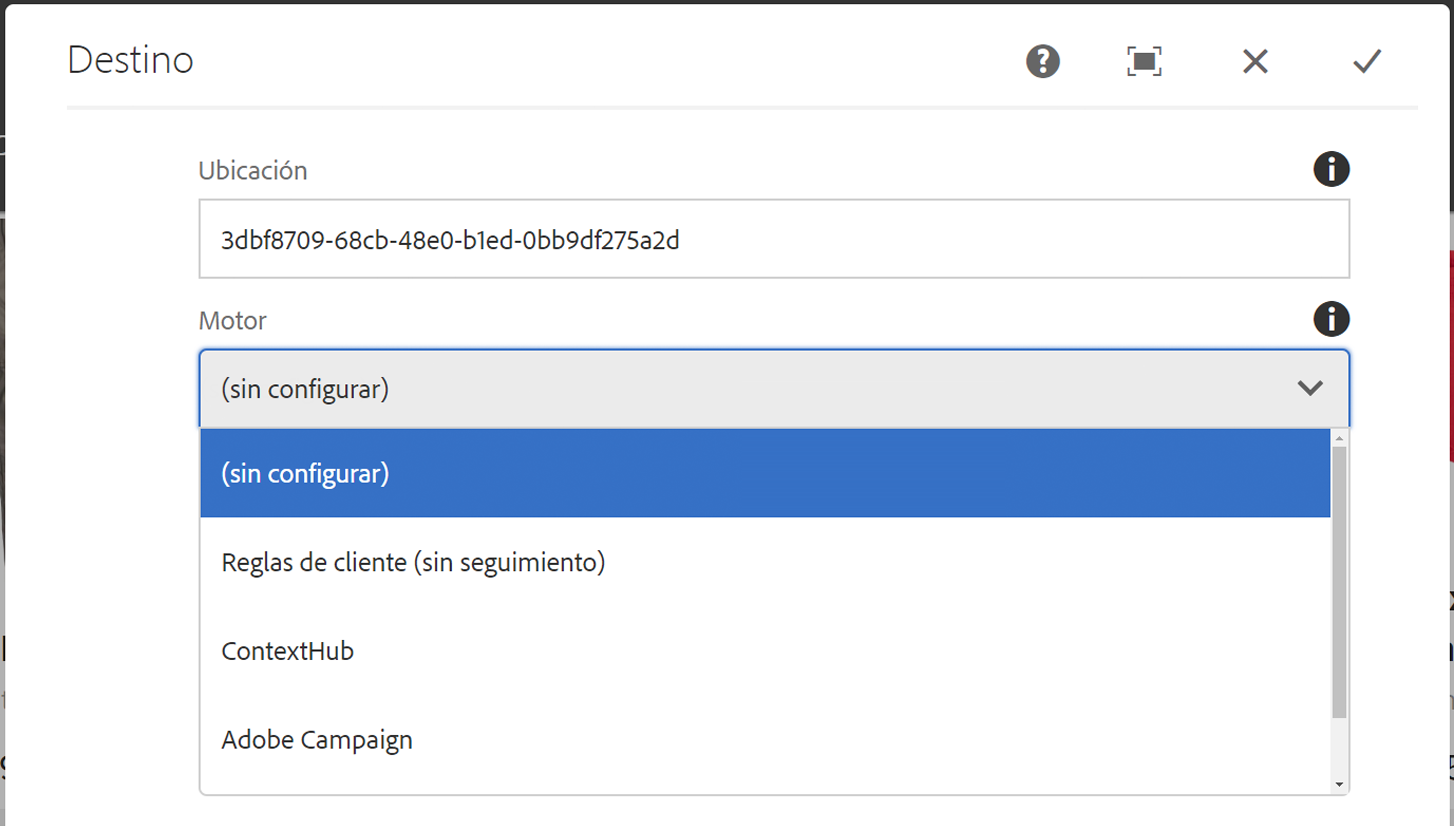 Destino
Ubicación
3dbf8709-68cb-48e0-b1ed-0bb9df275a2d
Motor
(sin configurar)
(sin configurar)
Reglas de cliente (sin seguimiento)
ContextHub
Adobe Campaign